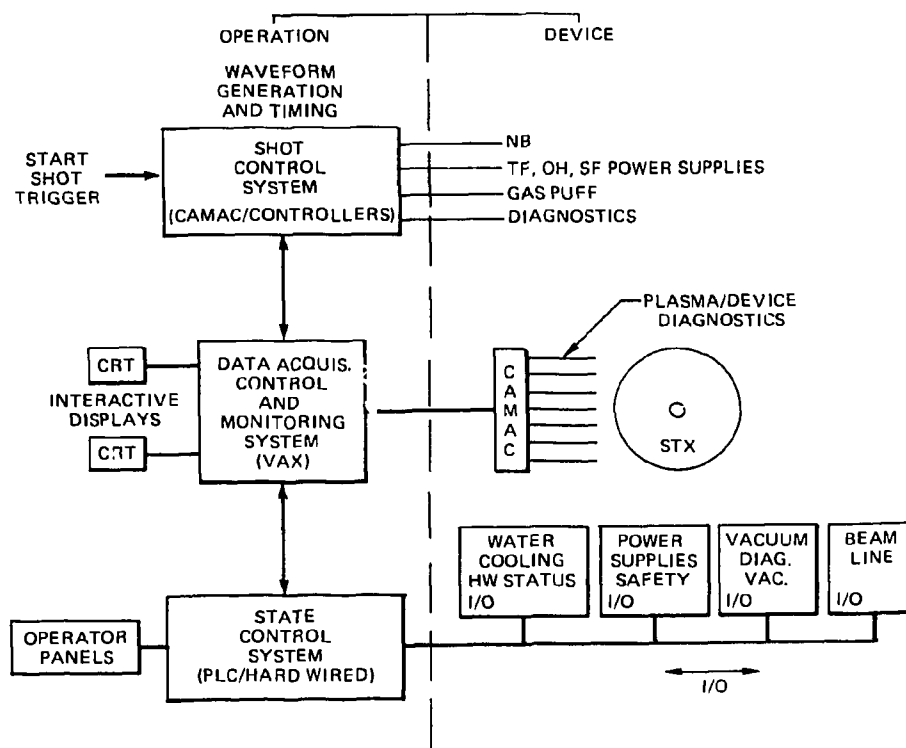 OPERATION
DEVICE
WAVEFORM
GENERATION
AND TIMING
START
SHOT
TRIGGER
SHOT
CONTROL
SYSTEM
(CAMAC/CONTROLLERS)
NB
TF, OH, SF POWER SUPPLIES
GAS PUFF
DIAGNOSTICS
PLASMA/DEVICE
DIAGNOSTICS
CRT
INTERACTIVE
DISPLAYS
CRT
DATA ACQUIS.
CONTROL
AND
MONITORING
SYSTEM
(VAX)
CAMAC
STX
WATER
COOLING
HW STATUS
I/O
POWER
SUPPLIES
SAFETY
I/O
VACUUM
DIAG.
VAC.
I/O
BEAM
LINE
I/O
OPERATOR
PANELS
STATE
CONTROL
SYSTEM
(PLC/HARD WIRED)
I/O